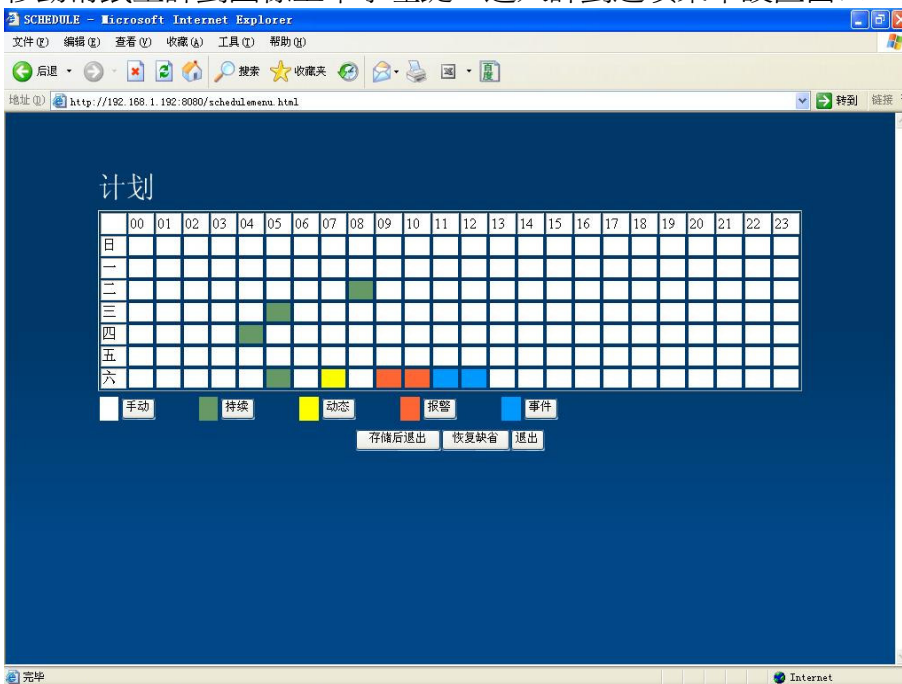 SCHEDULE - Microsoft Internet Explorer
文件(F) 编辑(E) 查看(V) 收藏(A) 工具(T) 帮助(H)
后退 搜索 收藏夹
地址(D) http://192.168.1.192:8080/schedulemenu.html 转到 链接
计划
00 01 02 03 04 05 06 07 08 09 10 11 12 13 14 15 16 17 18 19 20 21 22 23
日
一
二
三
四
五
六
手动 持续 动态 报警 事件
存储后退出 恢复缺省 退出
完毕 Internet